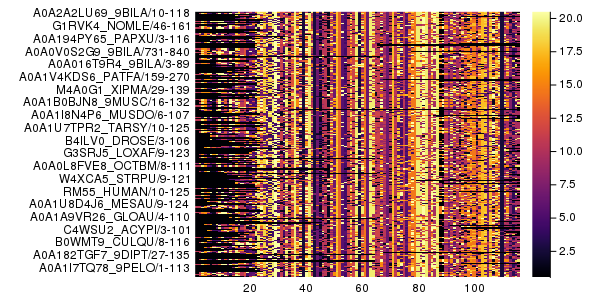 A0A2A2LU69_9BILA/10-118
G1RVK4_NOMLE/46-161
A0A194PY65_PAPXU/3-116
A0A0V0S2G9_9BILA/731-840
A0A016T9R4_9BILA/3-89
A0A1V4KDS6_PATFA/159-270
M4A0G1_XIPMA/29-139
A0A1B0BJN8_9MUSC/16-132
A0A1I8N4P6_MUSDO/6-107
A0A1U7TPR2_TARSY/10-125
B4ILV0_DROSE/3-106
G3SRJ5_LOXAF/9-123
A0A0L8FVE8_OCTBM/8-111
W4XCA5_STRPU/9-121
RM55_HUMAN/10-125
A0A1U8D4J6_MESAU/9-124
A0A1A9VR26_GLOAU/4-110
C4WSU2_ACYPI/3-101
B0WMT9_CULQU/8-116
A0A182TGF7_9DIPT/27-135
A0A1I7TQ78_9PELO/1-113
20 40 60 80 100
20.0
17.5
15.0
12.5
10.0
7.5
5.0
2.5